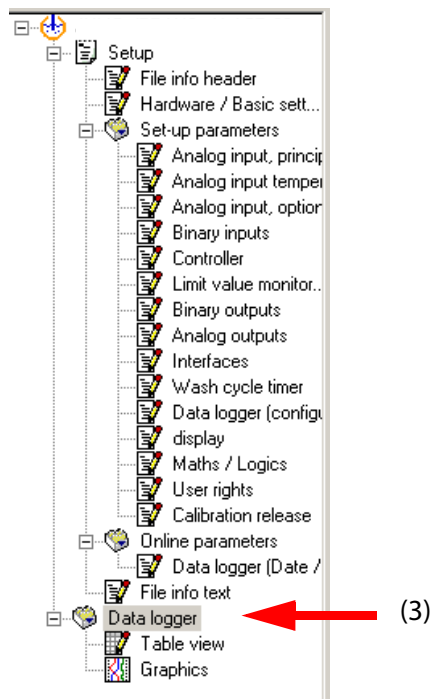 Setup
File info header
Hardware / Basic sett...
Set-up parameters
Analog input, princip
Analog input temper
Analog input, option
Binary inputs
Controller
Limit value monitor...
Binary outputs
Analog outputs
Interfaces
Wash cycle timer
Data logger (configu
display
Maths / Logics
User rights
Calibration release
Online parameters
Data logger (Date /
File info text
Data logger (3)
Table view
Graphics